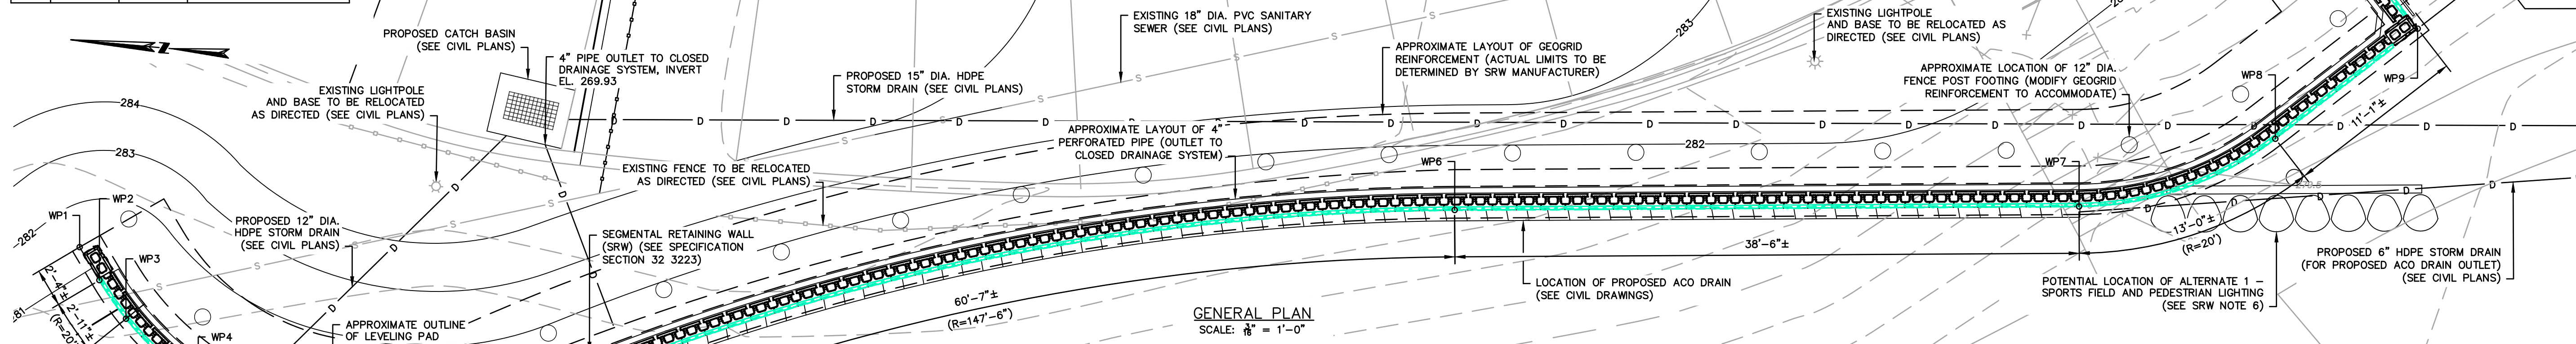 PROPOSED CATCH BASIN
(SEE CIVIL PLANS)
4" PIPE OUTLET TO CLOSED
DRAINAGE SYSTEM, INVERT
EL. 269.93
EXISTING LIGHTPOLE
AND BASE TO BE RELOCATED
AS DIRECTED (SEE CIVIL PLANS)
PROPOSED 15" DIA. HDPE
STORM DRAIN (SEE CIVIL PLANS)
EXISTING 18" DIA. PVC SANITARY
SEWER (SEE CIVIL PLANS)
APPROXIMATE LAYOUT OF GEOGRID
REINFORCEMENT (ACTUAL LIMITS TO BE
DETERMINED BY SRW MANUFACTURER)
283
EXISTING LIGHTPOLE
AND BASE TO BE RELOCATED AS
DIRECTED (SEE CIVIL PLANS)
APPROXIMATE LOCATION OF 12" DIA.
FENCE POST FOOTING (MODIFY GEOGRID
REINFORCEMENT TO ACCOMMODATE)
WP8
WP9
11'-1"±
284
283
282
281
WP1
WP2
WP3
WP4
2'-4"±
2'-11"±
PROPOSED 12" DIA.
HDPE STORM DRAIN
(SEE CIVIL PLANS)
EXISTING FENCE TO BE RELOCATED
AS DIRECTED (SEE CIVIL PLANS)
APPROXIMATE LAYOUT OF 4"
PERFORATED PIPE (OUTLET TO
CLOSED DRAINAGE SYSTEM)
WP6
282
WP7
SEGMENTAL RETAINING WALL
(SRW) (SEE SPECIFICATION
SECTION 32 3223)
APPROXIMATE OUTLINE
OF LEVELING PAD
60'-7"±
(R=147'-6")
38'-6"±
13'-0"±
(R=20')
LOCATION OF PROPOSED ACO DRAIN
(SEE CIVIL DRAWINGS)
POTENTIAL LOCATION OF ALTERNATE 1 –
SPORTS FIELD AND PEDESTRIAN LIGHTING
(SEE SRW NOTE 6)
PROPOSED 6" HDPE STORM DRAIN
(FOR PROPOSED ACO DRAIN OUTLET)
(SEE CIVIL PLANS)
GENERAL PLAN
SCALE: 3/16" = 1'-0"